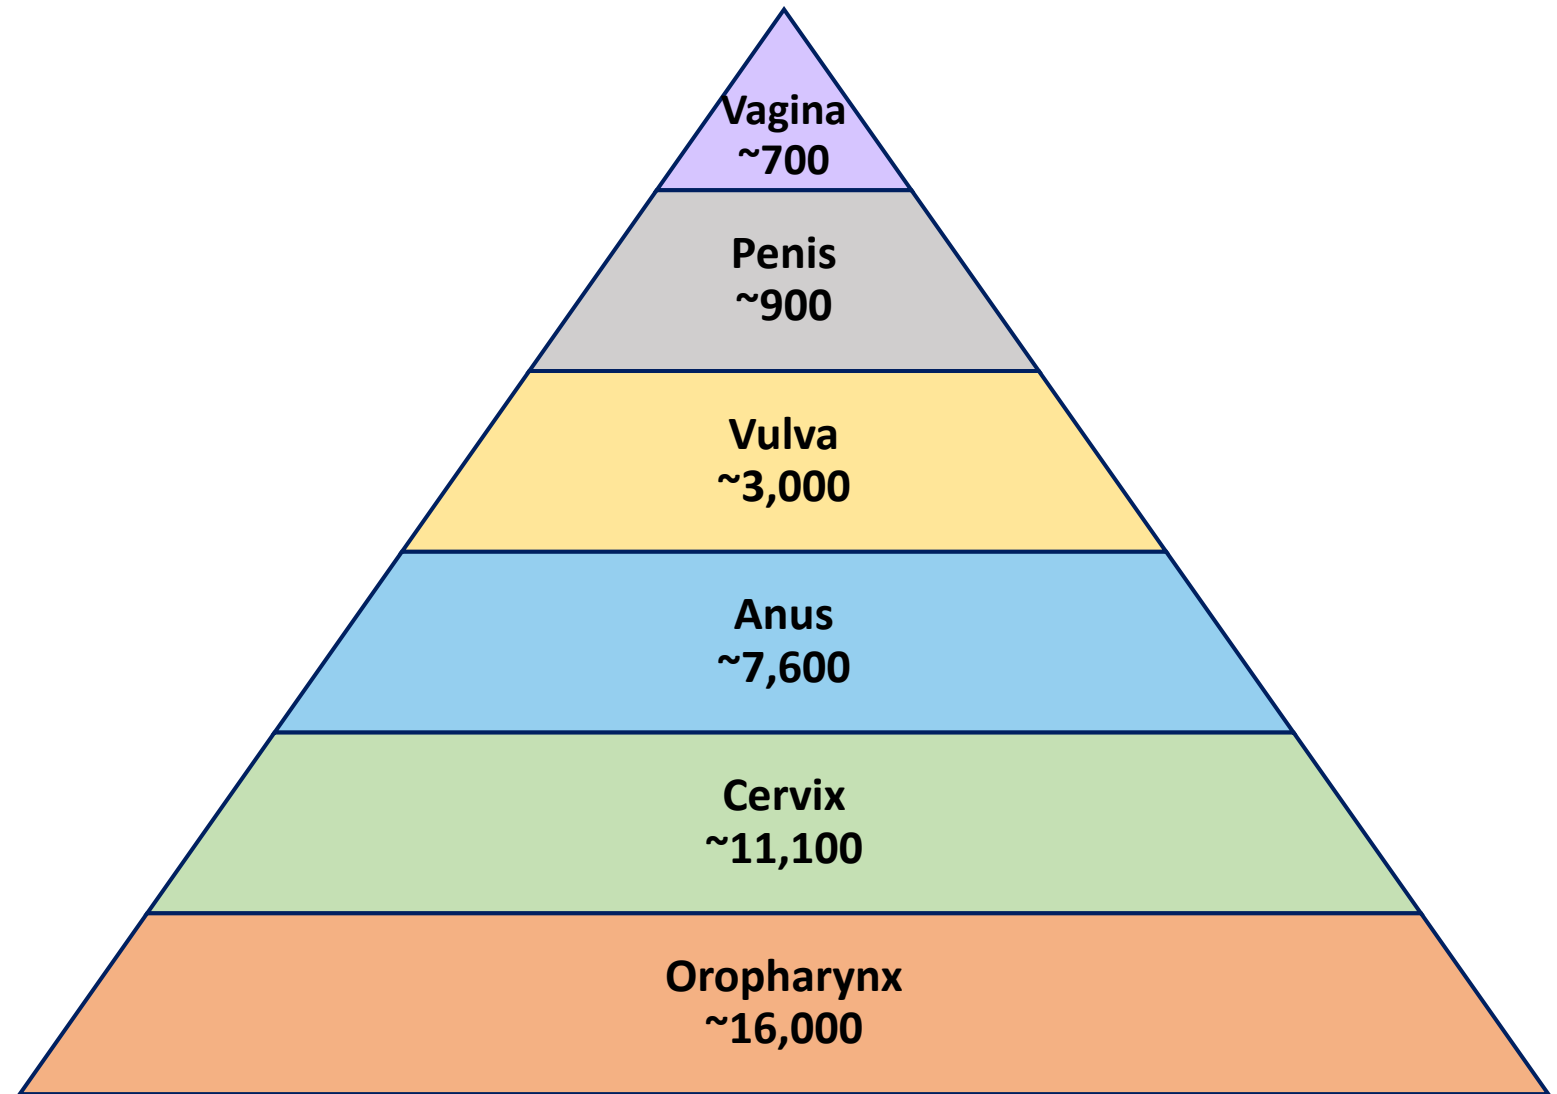 Vagina
~700
Penis
~900
Vulva
~3,000
Anus
~7,600
Cervix
~11,100
Oropharynx
~16,000